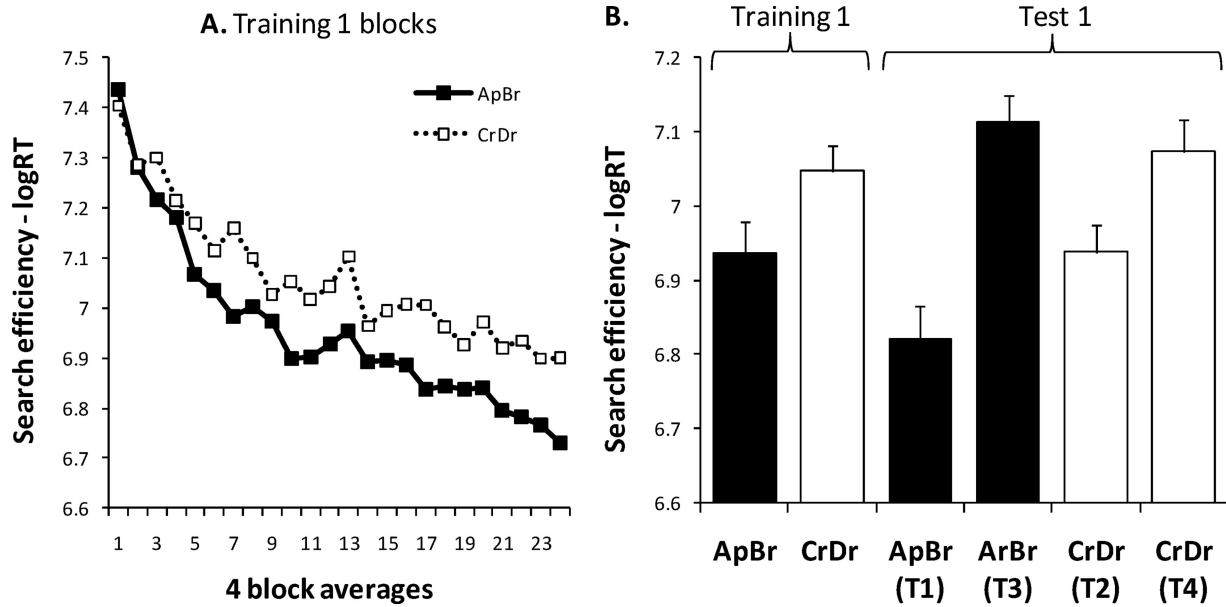 A. Training 1 blocks
Search efficiency - logRT
7.5
7.4
7.3
7.2
7.1
7
6.9
6.8
6.7
6.6
ApBr
CrDr
1 3 5 7 9 11 13 15 17 19 21 23
4 block averages
B.
Training 1 Test 1
Search efficiency - logRT
7.2
7.1
7
6.9
6.8
6.7
6.6
ApBr CrDr ApBr ArBr CrDr CrDr
(T1) (T3) (T2) (T4)